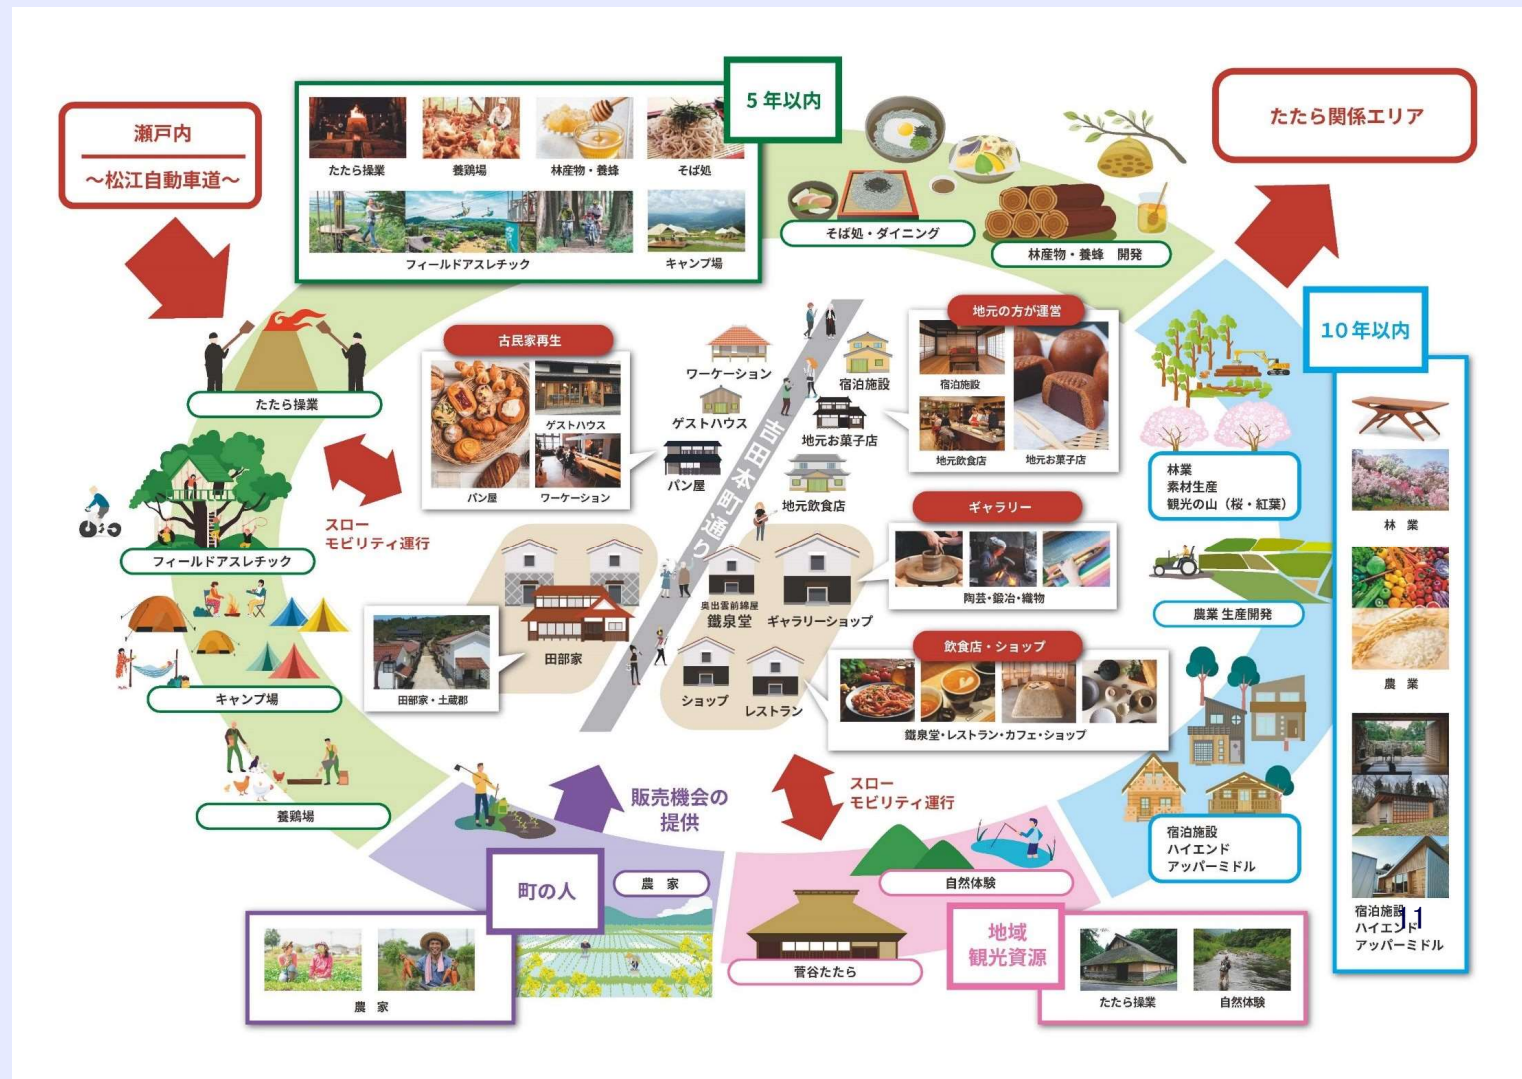 瀬戸内
～松江自動車道～
5年以内
たたら操業
養鶏場
林産物・養蜂
そば処
フィールドアスレチック
キャンプ場
たたら関係エリア
そば処・ダイニング
林産物・養蜂 開発
10年以内
林 業
農 業
宿泊施設
ハイエンド
アッパーミドル
11
たたら操業
フィールドアスレチック
キャンプ場
養鶏場
スロー
モビリティ運行
古民家再生
パン屋
ゲストハウス
ワーケーション
ワーケーション
ゲストハウス
パン屋
吉田本町通り
宿泊施設
地元お菓子店
地元飲食店
地元の方が運営
宿泊施設
地元飲食店
地元お菓子店
ギャラリー
陶芸・鍛冶・織物
田部家
田部家・土蔵郡
奥出雲前綿屋
鐵泉堂
ギャラリーショップ
ショップ
レストラン
飲食店・ショップ
鐵泉堂・レストラン・カフェ・ショップ
林業
素材生産
観光の山（桜・紅葉）
農業 生産開発
宿泊施設
ハイエンド
アッパーミドル
販売機会の
提供
スロー
モビリティ運行
町の人
農 家
農 家
自然体験
菅谷たたら
地域
観光資源
たたら操業
自然体験